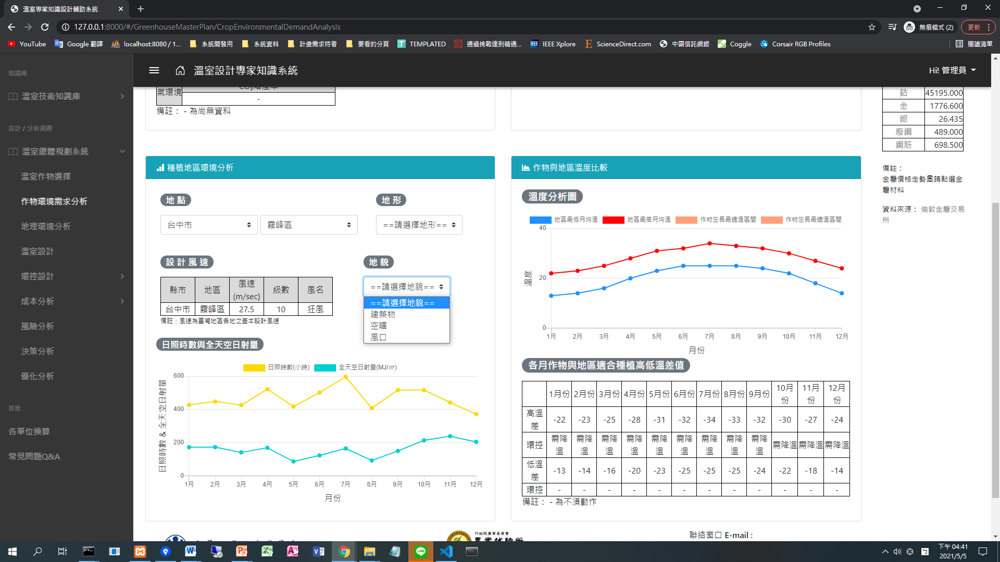 溫室專家知識設計輔助系統
127.0.0.1:8000/#/GreenhouseMasterPlan/CropEnvironmentalDemandAnalysis
無痕模式 (2)
更新
YouTube
Google 翻譯
localhost:8080 / 1...
系統開發用
系統資料
計畫需求待看
要看的分頁
TEMPLATED
通過挑戰達到精通...
IEEE Xplore
ScienceDirect.com
中國信託網銀
Coggle
Corsair RGB Profiles
閱讀清單
溫室設計專家知識系統
Hi! 管理員
知識庫
溫室技術知識庫
設計 / 分析規劃
溫室總體規劃系統
溫室作物選擇
作物環境需求分析
地理環境分析
溫室設計
環控設計
成本分析
風險分析
決策分析
優化分析
其他
各單位換算
常見問題Q&A
氣環境
-
備註： - 為尚無資料
種植地區環境分析
地 點
地 形
台中市
霧峰區
==請選擇地形==
設 計 風 速
地 貌
縣市 地區 風速(m/sec) 級數 風名
台中市 霧峰區 27.5 10 狂風
備註：風速為臺灣地區各地之基本設計風速
==請選擇地貌==
==請選擇地貌==
建築物
空曠
風口
日照時數與全天空日射量
日照時數(小時) 全天空日射量(MJ/㎡)
日照時數 & 全天空日射量
600
400
200
0
1月 2月 3月 4月 5月 6月 7月 8月 9月 10月 11月 12月
月份
作物與地區溫度比較
溫度分析圖
地區最低月均溫 地區最高月均溫 作物生長最適溫區間 作物生長最適溫區間
溫度
40
20
0
1月 2月 3月 4月 5月 6月 7月 8月 9月 10月 11月 12月
月份
各月作物與地區適合種植高低溫差值
1月份 2月份 3月份 4月份 5月份 6月份 7月份 8月份 9月份 10月份 11月份 12月份
高溫差 -22 -23 -25 -28 -31 -32 -34 -33 -32 -30 -27 -24
環控 需降溫 需降溫 需降溫 需降溫 需降溫 需降溫 需降溫 需降溫 需降溫 需降溫 需降溫 需降溫
低溫差 -13 -14 -16 -20 -23 -25 -25 -25 -24 -22 -18 -14
環控 - - - - - - - - - - - -
備註： - 為不須動作
鈷 45195.000
金 1776.600
銀 26.435
廢鋼 489.000
鋼筋 698.500
備註：
金屬價格走勢圖請點選金
屬材料
資料來源： 倫敦金屬交易
所
行政院農業委員會
聯絡窗口 E-mail :
下午 04:41
2021/5/5